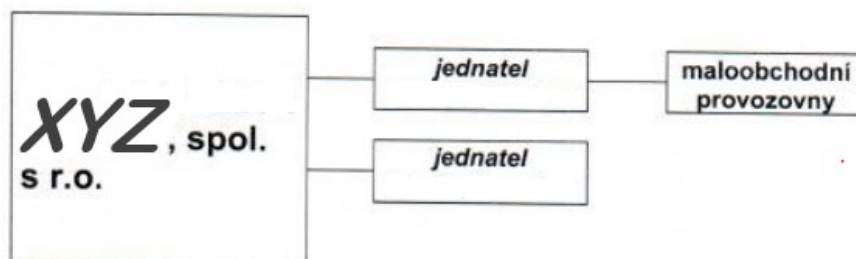 XYZ, spol.
s r.o.
jednatel
maloobchodní
provozovny
jednatel